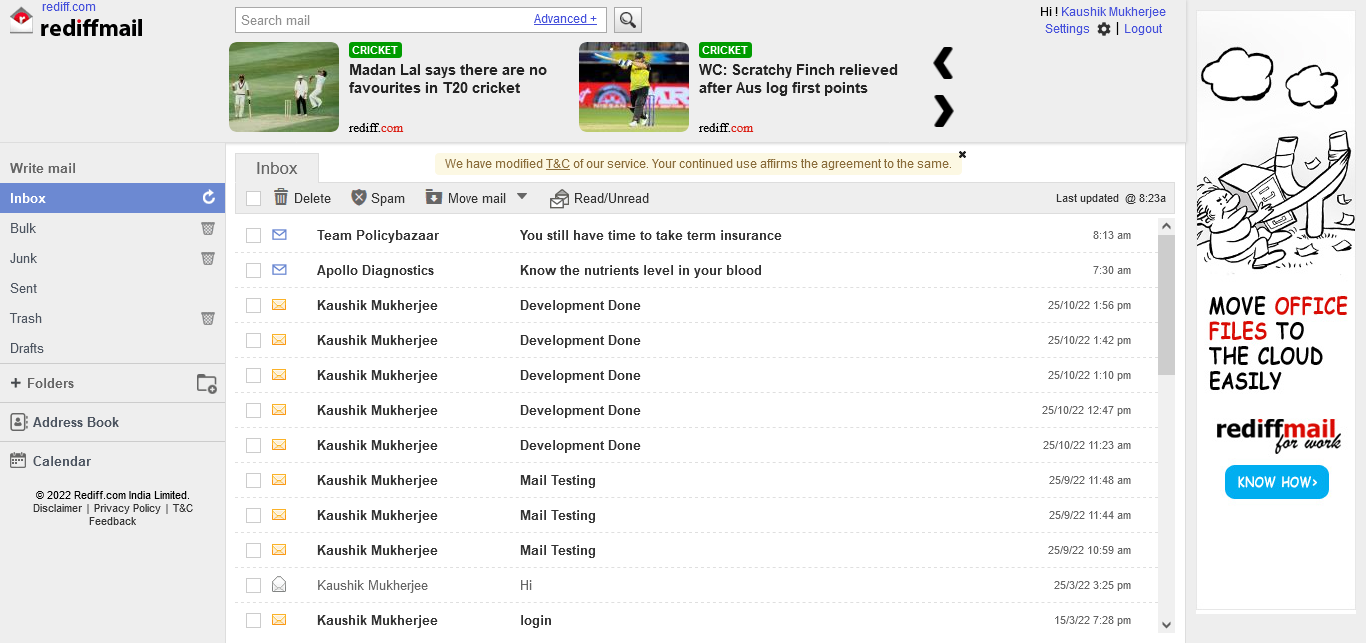 rediff.com
rediffmail
Search mail
Advanced +
Hi ! Kaushik Mukherjee
Settings | Logout
CRICKET
Madan Lal says there are no
favourites in T20 cricket
rediff.com
CRICKET
WC: Scratchy Finch relieved
after Aus log first points
rediff.com
Write mail
Inbox
Bulk
Junk
Sent
Trash
Drafts
+ Folders
Address Book
Calendar
© 2022 Rediff.com India Limited.
Disclaimer | Privacy Policy | T&C
Feedback
Inbox
We have modified T&C of our service. Your continued use affirms the agreement to the same.
Delete Spam Move mail Read/Unread Last updated @ 8:23a
Team Policybazaar You still have time to take term insurance 8:13 am
Apollo Diagnostics Know the nutrients level in your blood 7:30 am
Kaushik Mukherjee Development Done 25/10/22 1:56 pm
Kaushik Mukherjee Development Done 25/10/22 1:42 pm
Kaushik Mukherjee Development Done 25/10/22 1:10 pm
Kaushik Mukherjee Development Done 25/10/22 12:47 pm
Kaushik Mukherjee Development Done 25/10/22 11:23 am
Kaushik Mukherjee Mail Testing 25/9/22 11:48 am
Kaushik Mukherjee Mail Testing 25/9/22 11:44 am
Kaushik Mukherjee Mail Testing 25/9/22 10:59 am
Kaushik Mukherjee Hi 25/3/22 3:25 pm
Kaushik Mukherjee login 15/3/22 7:28 pm
MOVE OFFICE
FILES TO
THE CLOUD
EASILY
rediffmail
for work
KNOW HOW›